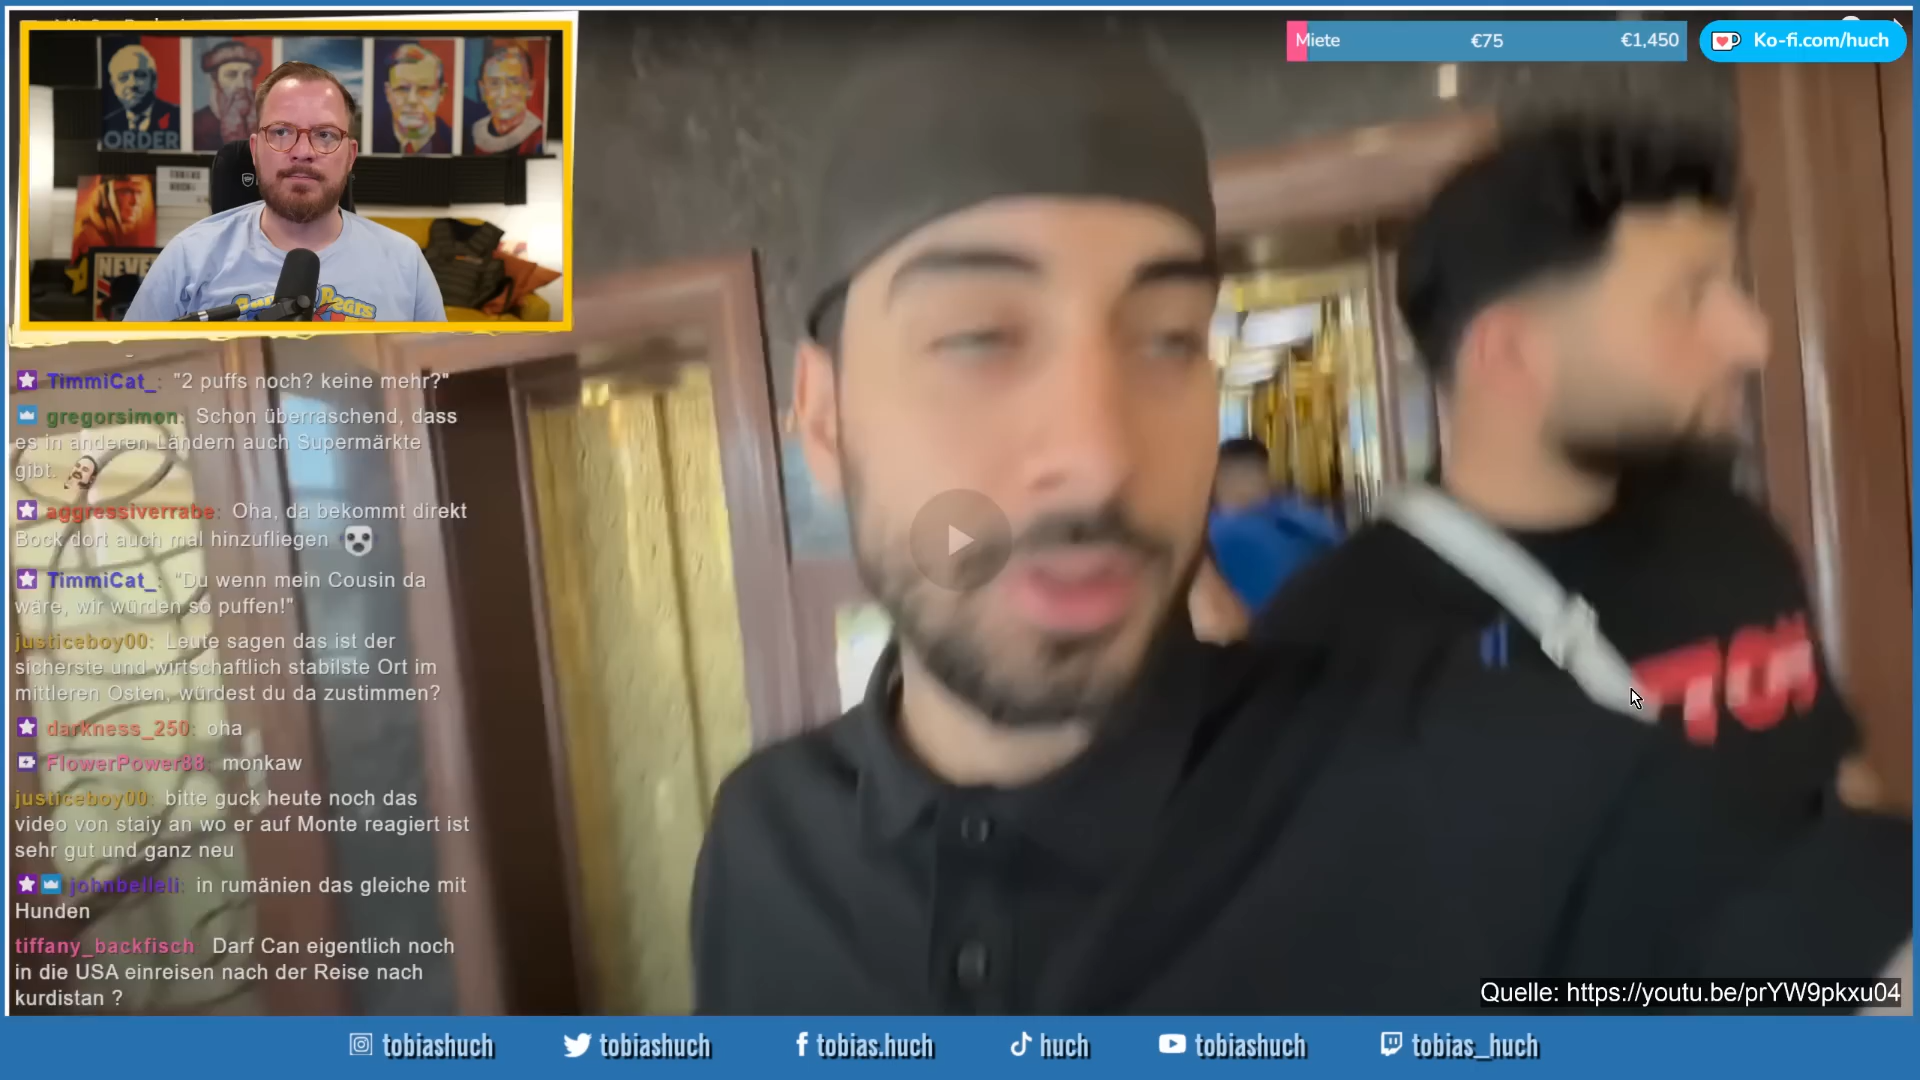 Miete €75 €1,450
Ko-fi.com/huch
ORDER
NEVER
TimmiCat_: "2 puffs noch? keine mehr?"
gregorsimon: Schon überraschend, dass
es in anderen Ländern auch Supermärkte
gibt.
aggressiverrabe: Oha, da bekommt direkt
Bock dort auch mal hinzufliegen
TimmiCat_: "Du wenn mein Cousin da
wäre, wir würden so puffen!"
justiceboy00: Leute sagen das ist der
sicherste und wirtschaftlich stabilste Ort im
mittleren Osten, würdest du da zustimmen?
darkness_250: oha
FlowerPower88: monkaw
justiceboy00: bitte guck heute noch das
video von staiy an wo er auf Monte reagiert ist
sehr gut und ganz neu
johnbelleli: in rumänien das gleiche mit
Hunden
tiffany_backfisch: Darf Can eigentlich noch
in die USA einreisen nach der Reise nach
kurdistan ?
Quelle: https://youtu.be/prYW9pkxu04
tobiashuch
tobiashuch
tobias.huch
huch
tobiashuch
tobias_huch